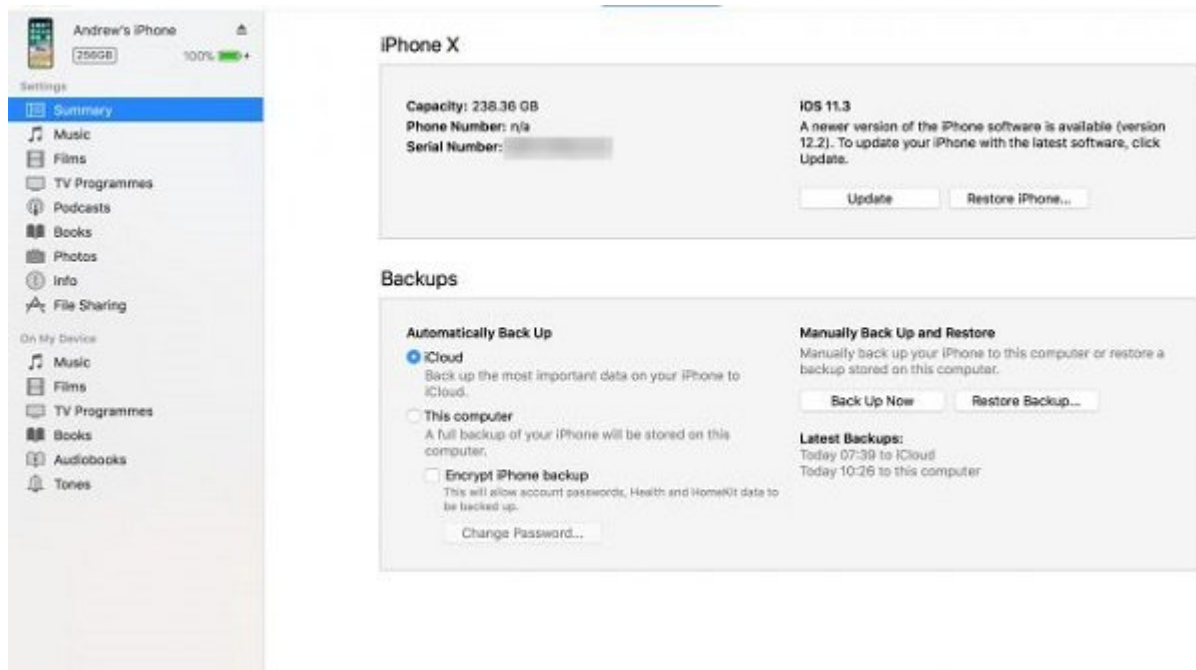 Andrew's iPhone
256GB
100%
Settings
Summary
Music
Films
TV Programmes
Podcasts
Books
Photos
Info
File Sharing
On My Device
Music
Films
TV Programmes
Books
Audiobooks
Tones
iPhone X
Capacity: 238.36 GB
Phone Number: n/a
Serial Number:
iOS 11.3
A newer version of the iPhone software is available (version
12.2). To update your iPhone with the latest software, click
Update.
Update
Restore iPhone...
Backups
Automatically Back Up
iCloud
Back up the most important data on your iPhone to
iCloud.
This computer
A full backup of your iPhone will be stored on this
computer.
Encrypt iPhone backup
This will allow account passwords, Health and HomeKit data to
be backed up.
Change Password...
Manually Back Up and Restore
Manually back up your iPhone to this computer or restore a
backup stored on this computer.
Back Up Now
Restore Backup...
Latest Backups:
Today 07:39 to iCloud
Today 10:26 to this computer